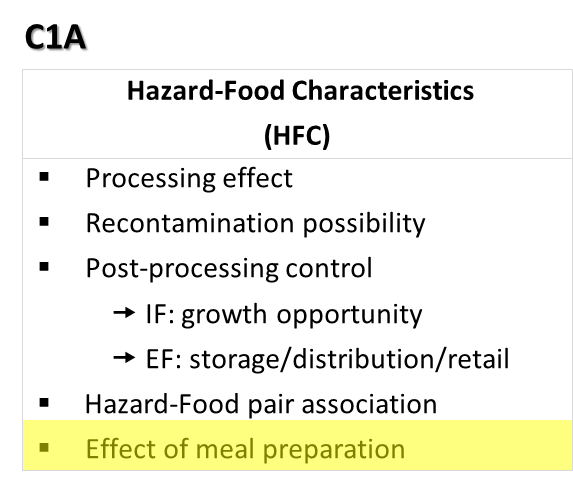 C1A
Hazard-Food Characteristics
(HFC)
▪ Processing effect
▪ Recontamination possibility
▪ Post-processing control
→ IF: growth opportunity
→ EF: storage/distribution/retail
▪ Hazard-Food pair association
▪ Effect of meal preparation